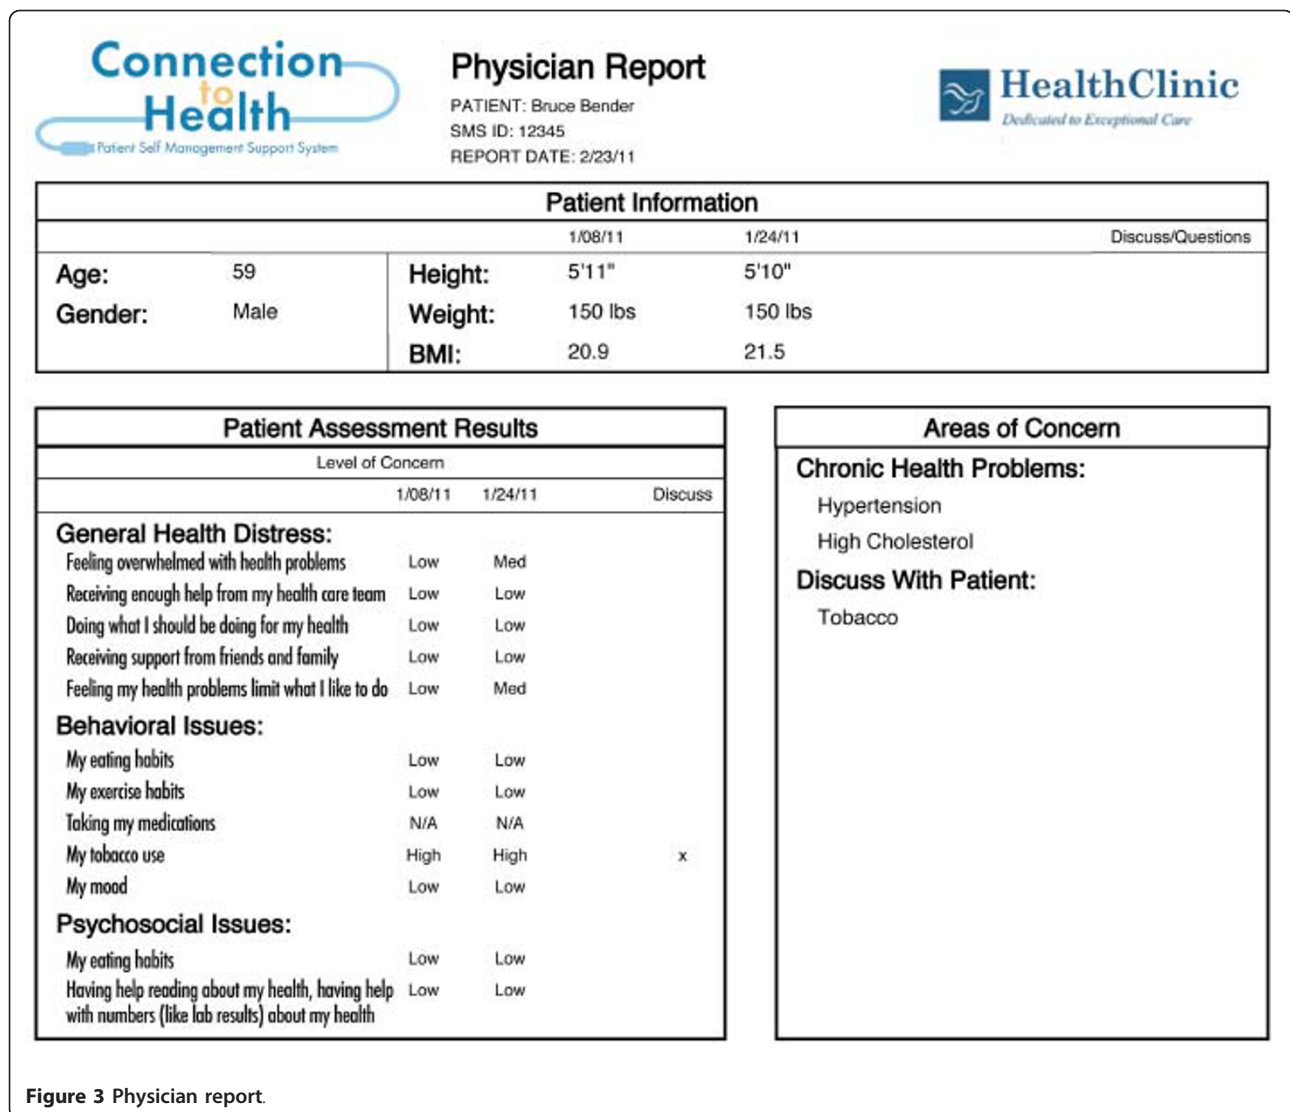 Connection
to
Health
Patient Self Management Support System
Physician Report
PATIENT: Bruce Bender
SMS ID: 12345
REPORT DATE: 2/23/11
HealthClinic
Dedicated to Exceptional Care
Patient Information
1/08/11 1/24/11 Discuss/Questions
Age: 59 Height: 5'11" 5'10"
Gender: Male Weight: 150 lbs 150 lbs
BMI: 20.9 21.5
Patient Assessment Results
Level of Concern
1/08/11 1/24/11 Discuss
General Health Distress:
Feeling overwhelmed with health problems Low Med
Receiving enough help from my health care team Low Low
Doing what I should be doing for my health Low Low
Receiving support from friends and family Low Low
Feeling my health problems limit what I like to do Low Med
Behavioral Issues:
My eating habits Low Low
My exercise habits Low Low
Taking my medications N/A N/A
My tobacco use High High x
My mood Low Low
Psychosocial Issues:
My eating habits Low Low
Having help reading about my health, having help Low Low
with numbers (like lab results) about my health
Areas of Concern
Chronic Health Problems:
Hypertension
High Cholesterol
Discuss With Patient:
Tobacco
Figure 3 Physician report.